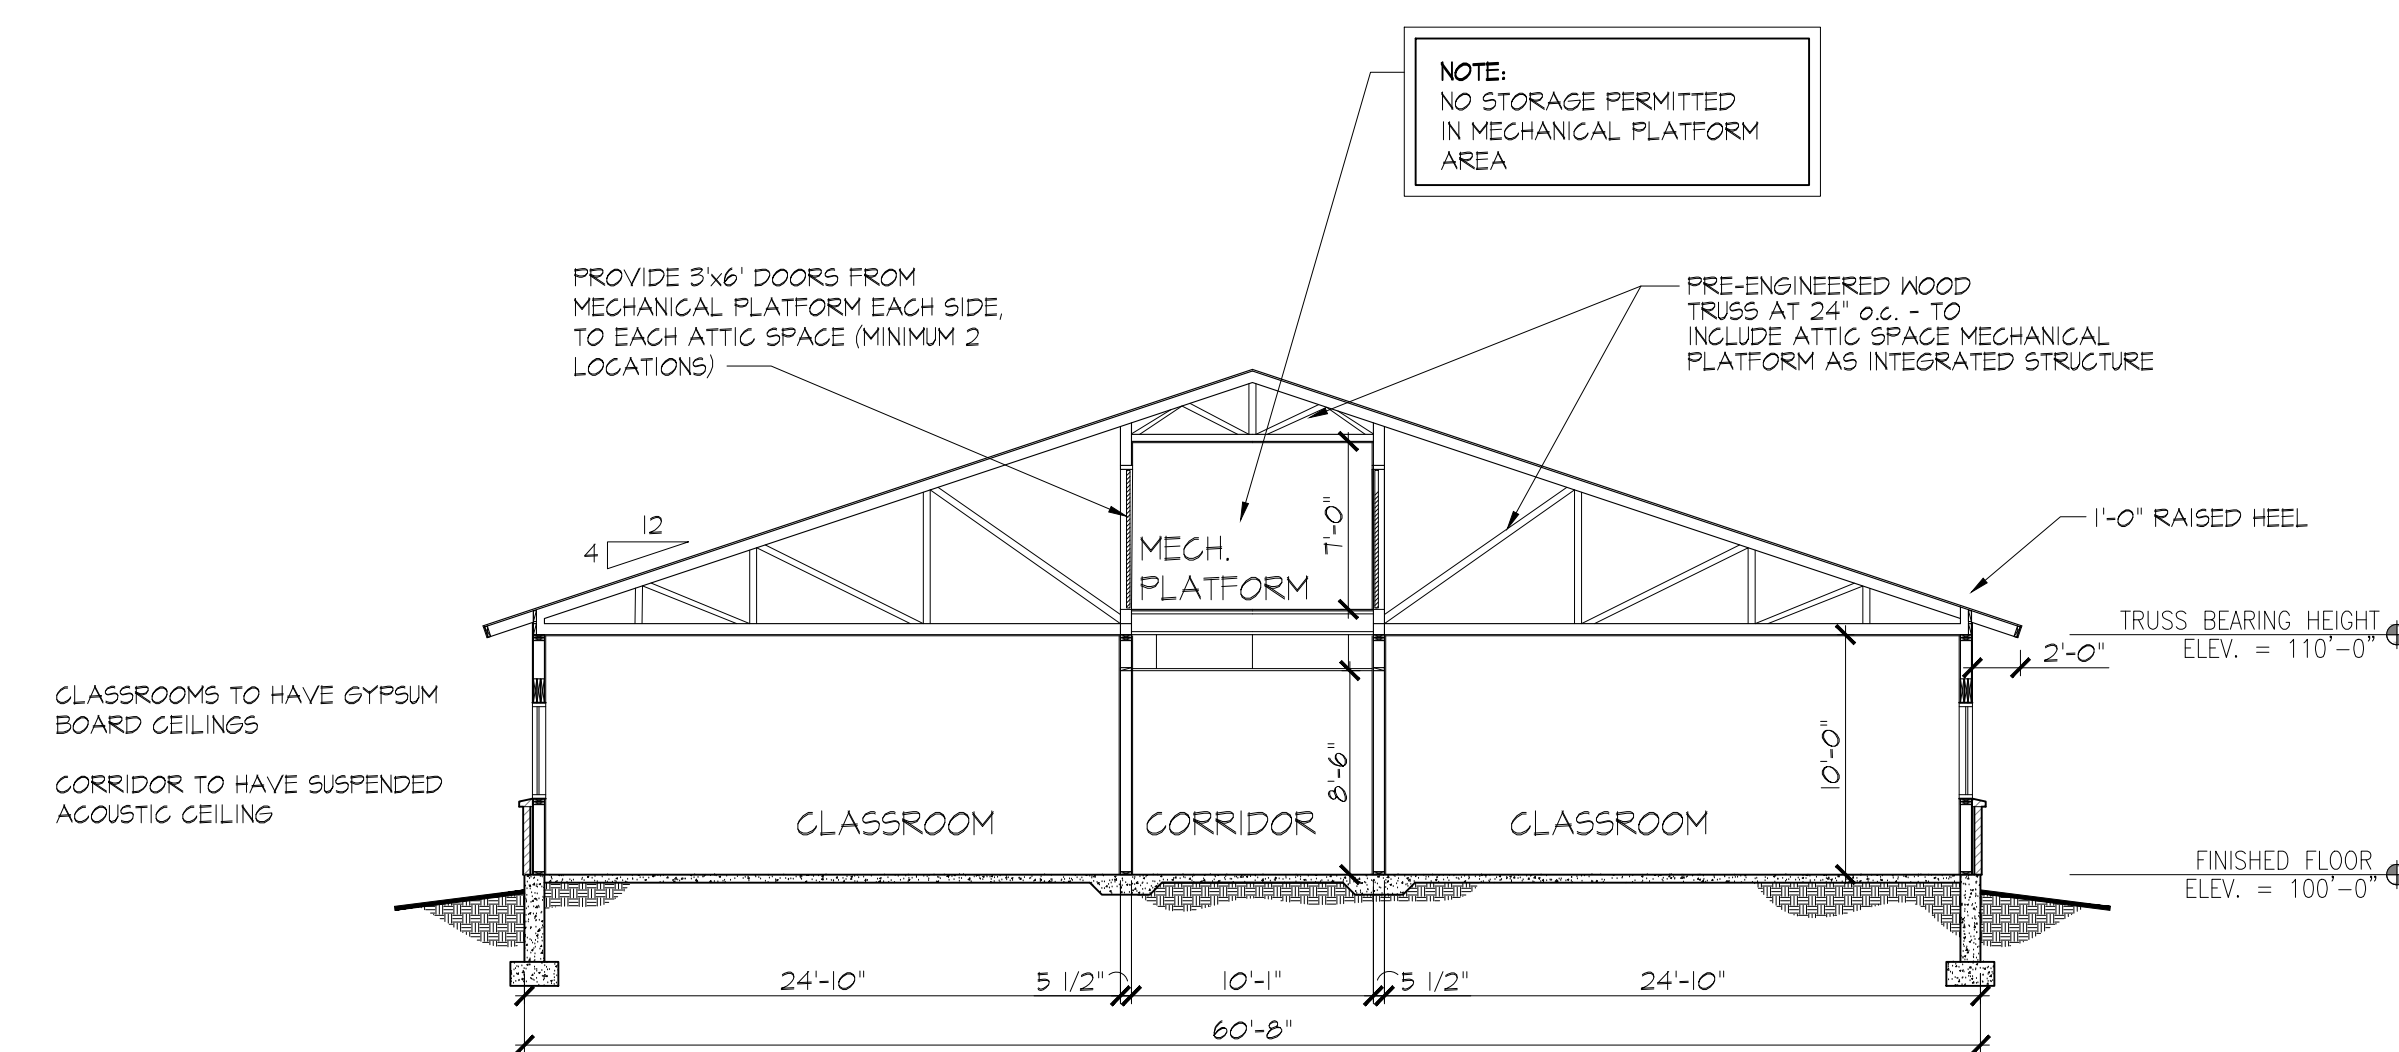 NOTE:
NO STORAGE PERMITTED
IN MECHANICAL PLATFORM
AREA
PROVIDE 3'x6' DOORS FROM
MECHANICAL PLATFORM EACH SIDE,
TO EACH ATTIC SPACE (MINIMUM 2
LOCATIONS)
PRE-ENGINEERED WOOD
TRUSS AT 24" o.c. - TO
INCLUDE ATTIC SPACE MECHANICAL
PLATFORM AS INTEGRATED STRUCTURE
12
4
MECH.
PLATFORM
7'-0"
1'-0" RAISED HEEL
TRUSS BEARING HEIGHT
ELEV. = 110'-0"
2'-0"
CLASSROOMS TO HAVE GYPSUM
BOARD CEILINGS
CORRIDOR TO HAVE SUSPENDED
ACOUSTIC CEILING
8'-6"
10'-0"
CLASSROOM
CORRIDOR
CLASSROOM
FINISHED FLOOR
ELEV. = 100'-0"
24'-10"
5 1/2"
10'-1"
5 1/2"
24'-10"
60'-8"